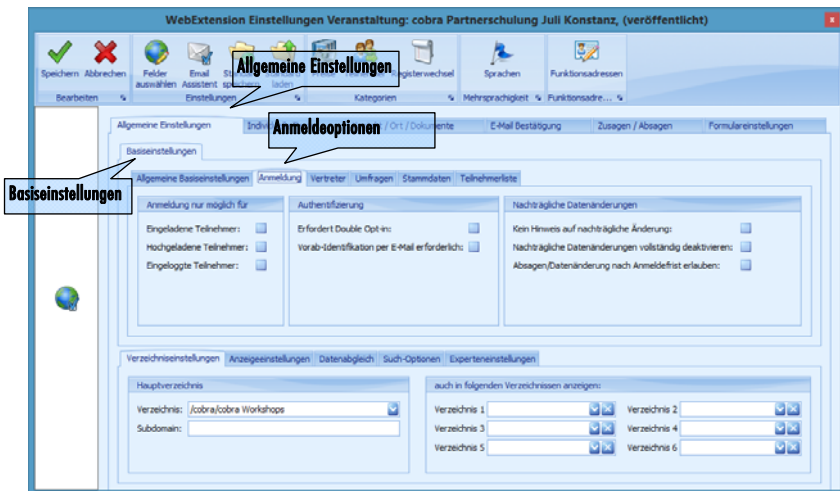 WebExtension Einstellungen Veranstaltung: cobra Partnerschulung Juli Konstanz, (veröffentlicht)
x
Speichern Abbrechen Felder auswählen Email Assistent speichern laden Registerwechsel Sprachen Funktionsadressen
Bearbeiten Einstellungen Kategorien Mehrsprachigkeit Funktionsadre...
Allgemeine Einstellungen
Anmeldeoptionen
Basiseinstellungen
Allgemeine Einstellungen / Ort / Dokumente E-Mail Bestätigung Zusagen / Absagen Formulareinstellungen
Basiseinstellungen
Allgemeine Basiseinstellungen Anmeldung Vertreter Umfragen Stammdaten Teilnehmerliste
Anmeldung nur möglich für Authentifizierung Nachträgliche Datenänderungen
Eingeladene Teilnehmer: Erfordert Double Opt-in: Kein Hinweis auf nachträgliche Änderung:
Hochgeladene Teilnehmer: Vorab-Identifikation per E-Mail erforderlich: Nachträgliche Datenänderungen vollständig deaktivieren:
Eingeloggte Teilnehmer: Absagen/Datenänderung nach Anmeldefrist erlauben:
Verzeichniseinstellungen Anzeigeeinstellungen Datenabgleich Such-Optionen Experteneinstellungen
Hauptverzeichnis auch in folgenden Verzeichnissen anzeigen:
Verzeichnis: /cobra/cobra Workshops Verzeichnis 1 Verzeichnis 2
Subdomain: Verzeichnis 3 Verzeichnis 4
Verzeichnis 5 Verzeichnis 6